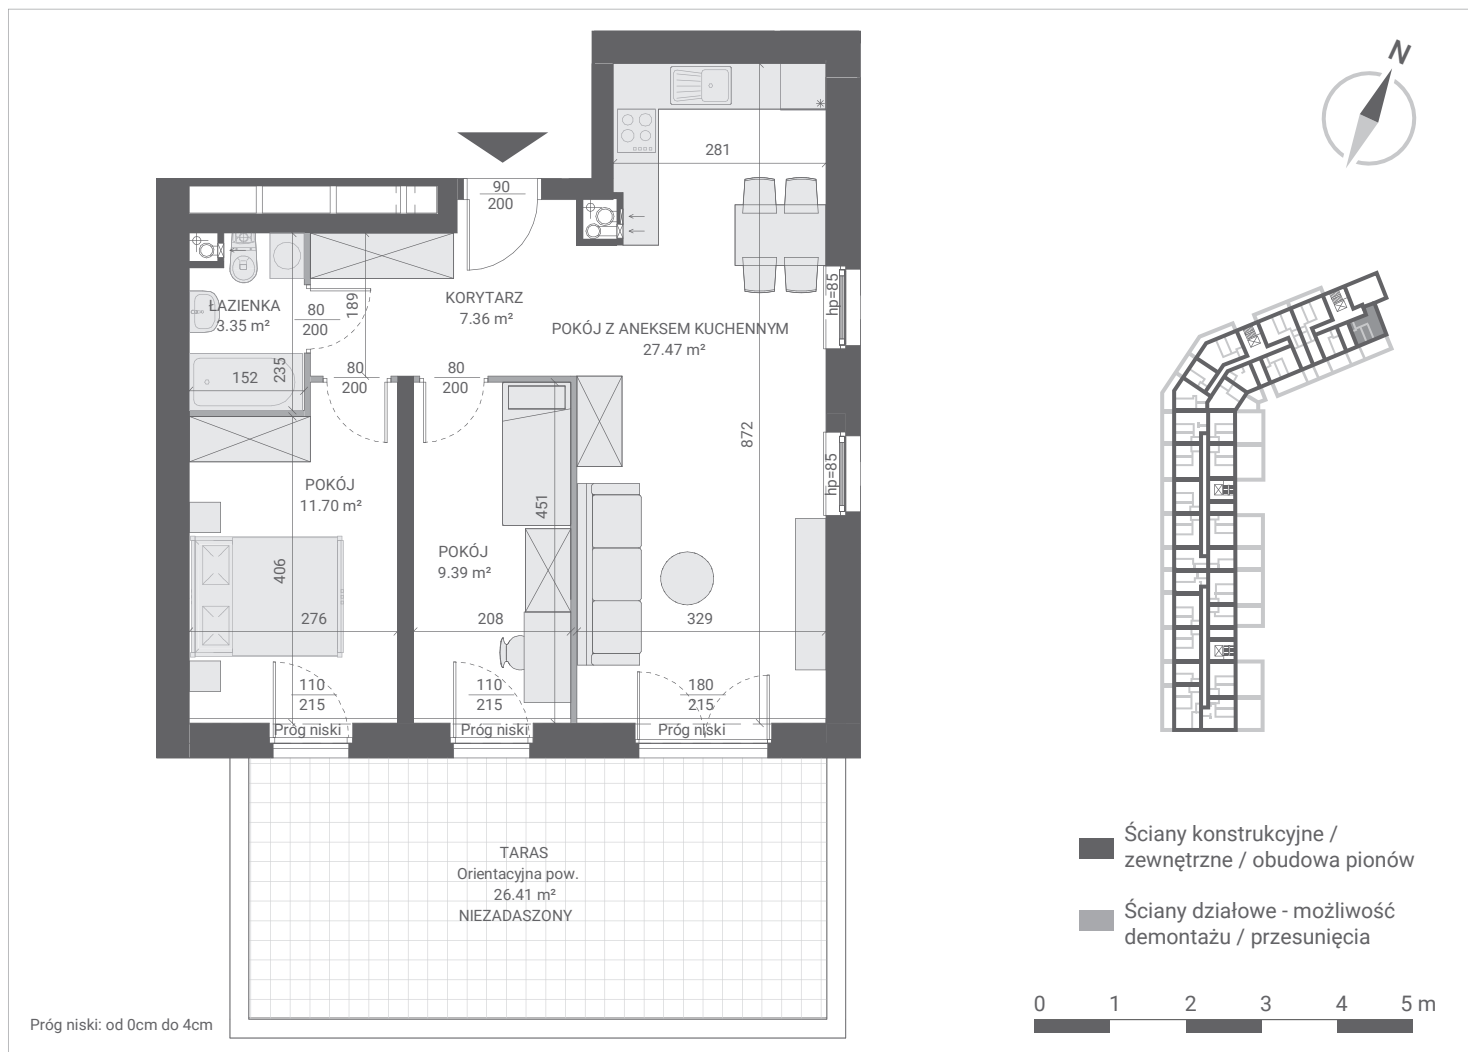 N
281
90
200
ŁAZIENKA
3.35 m²
80
200
189
KORYTARZ
7.36 m²
POKÓJ Z ANEKSEM KUCHENNYM
27.47 m²
hp=85
152
235
80
200
80
200
872
hp=85
POKÓJ
11.70 m²
451
POKÓJ
9.39 m²
406
276
208
329
110
215
110
215
180
215
Próg niski
Próg niski
Próg niski
TARAS
Orientacyjna pow.
26.41 m²
NIEZADASZONY
Ściany konstrukcyjne /
zewnętrzne / obudowa pionów
Ściany działowe - możliwość
demontażu / przesunięcia
0 1 2 3 4 5 m
Próg niski: od 0cm do 4cm